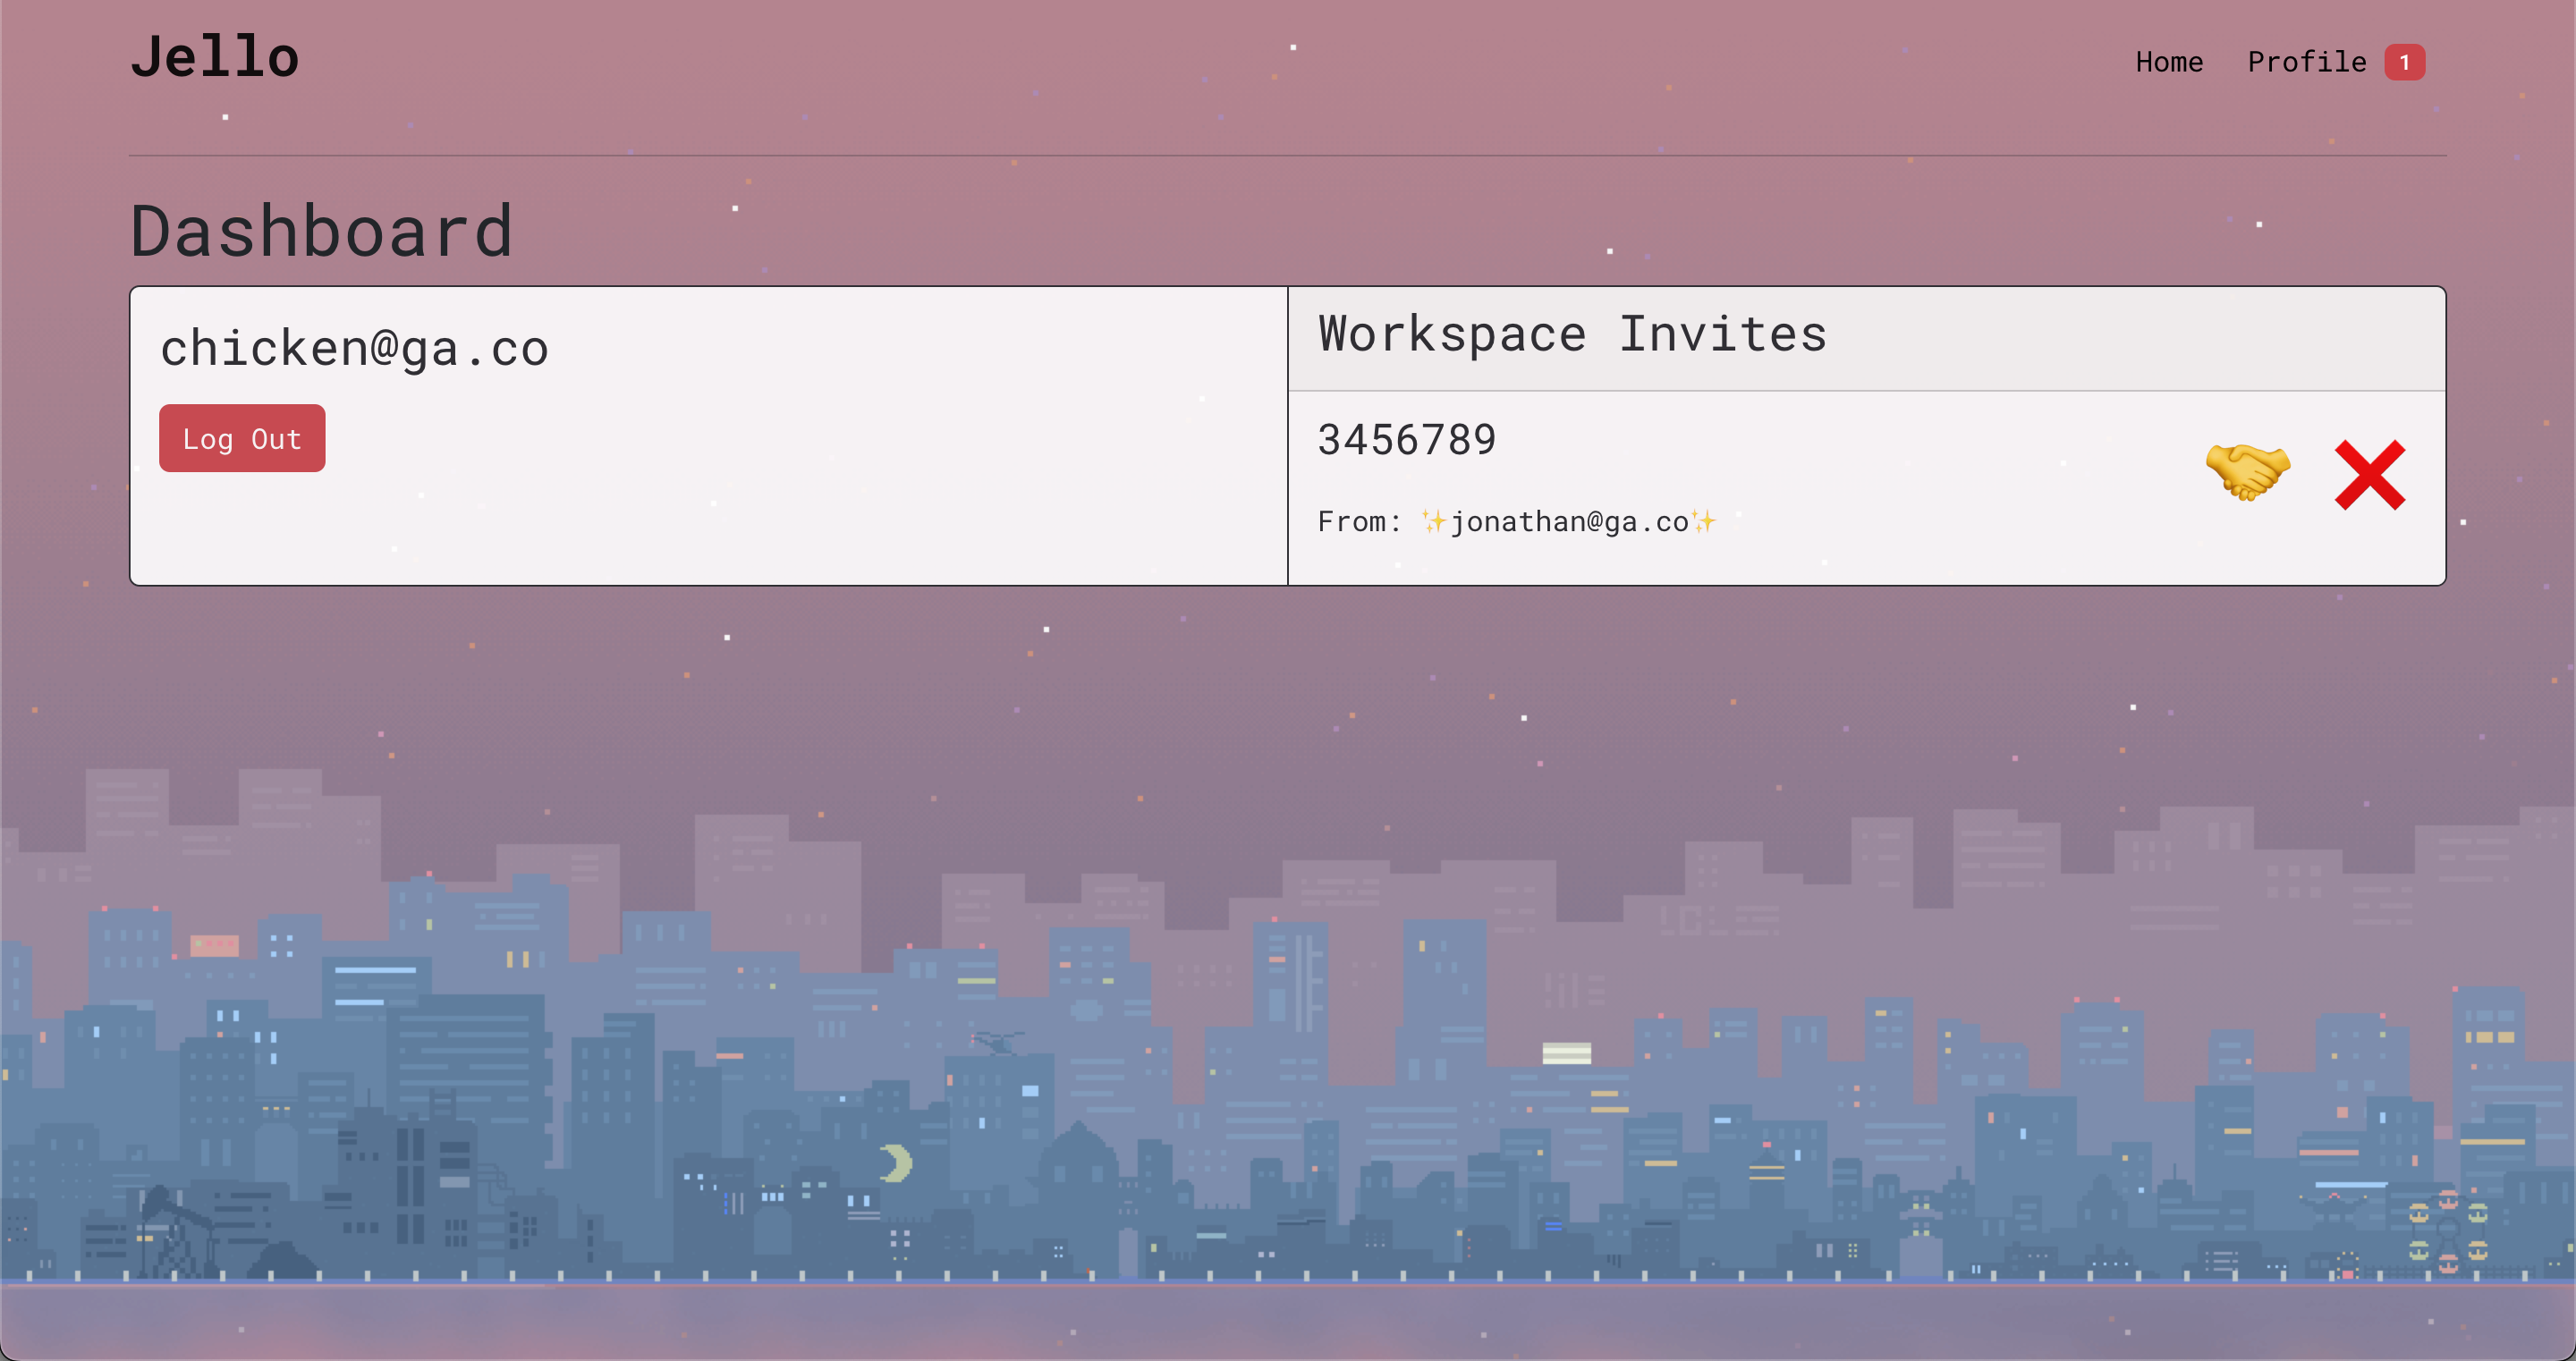 Jello
Home Profile 1
Dashboard
chicken@ga.co
Log Out
Workspace Invites
3456789
From: ✨jonathan@ga.co✨